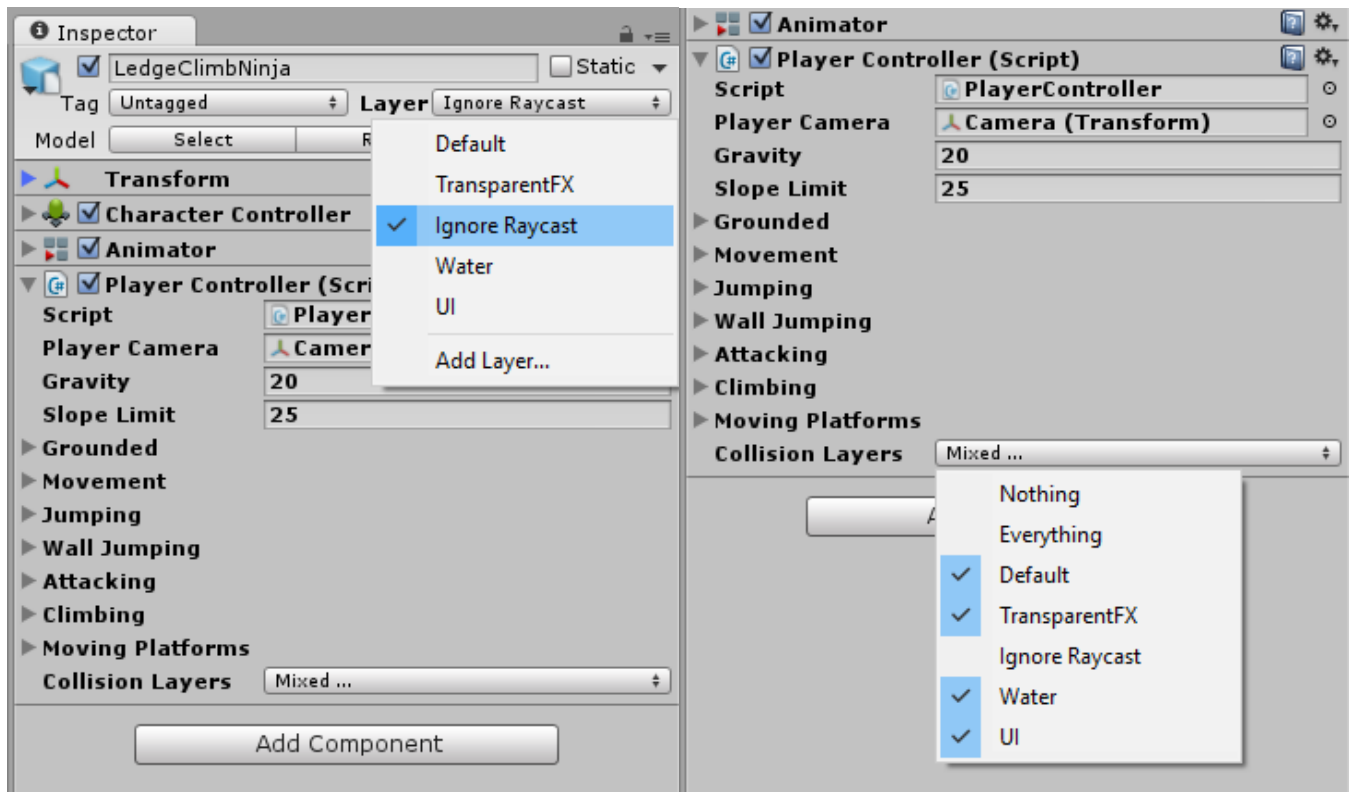 Inspector
LedgeClimbNinja Static
Tag Untagged Layer Ignore Raycast
Model Select R
Default
TransparentFX
Ignore Raycast
Water
UI
Add Layer...
Transform
Character Controller
Animator
Player Controller (Scri
Script Player
Player Camera Camer
Gravity 20
Slope Limit 25
Grounded
Movement
Jumping
Wall Jumping
Attacking
Climbing
Moving Platforms
Collision Layers Mixed ...
Add Component
Animator
Player Controller (Script)
Script PlayerController
Player Camera Camera (Transform)
Gravity 20
Slope Limit 25
Grounded
Movement
Jumping
Wall Jumping
Attacking
Climbing
Moving Platforms
Collision Layers Mixed ...
Nothing
Everything
Default
TransparentFX
Ignore Raycast
Water
UI